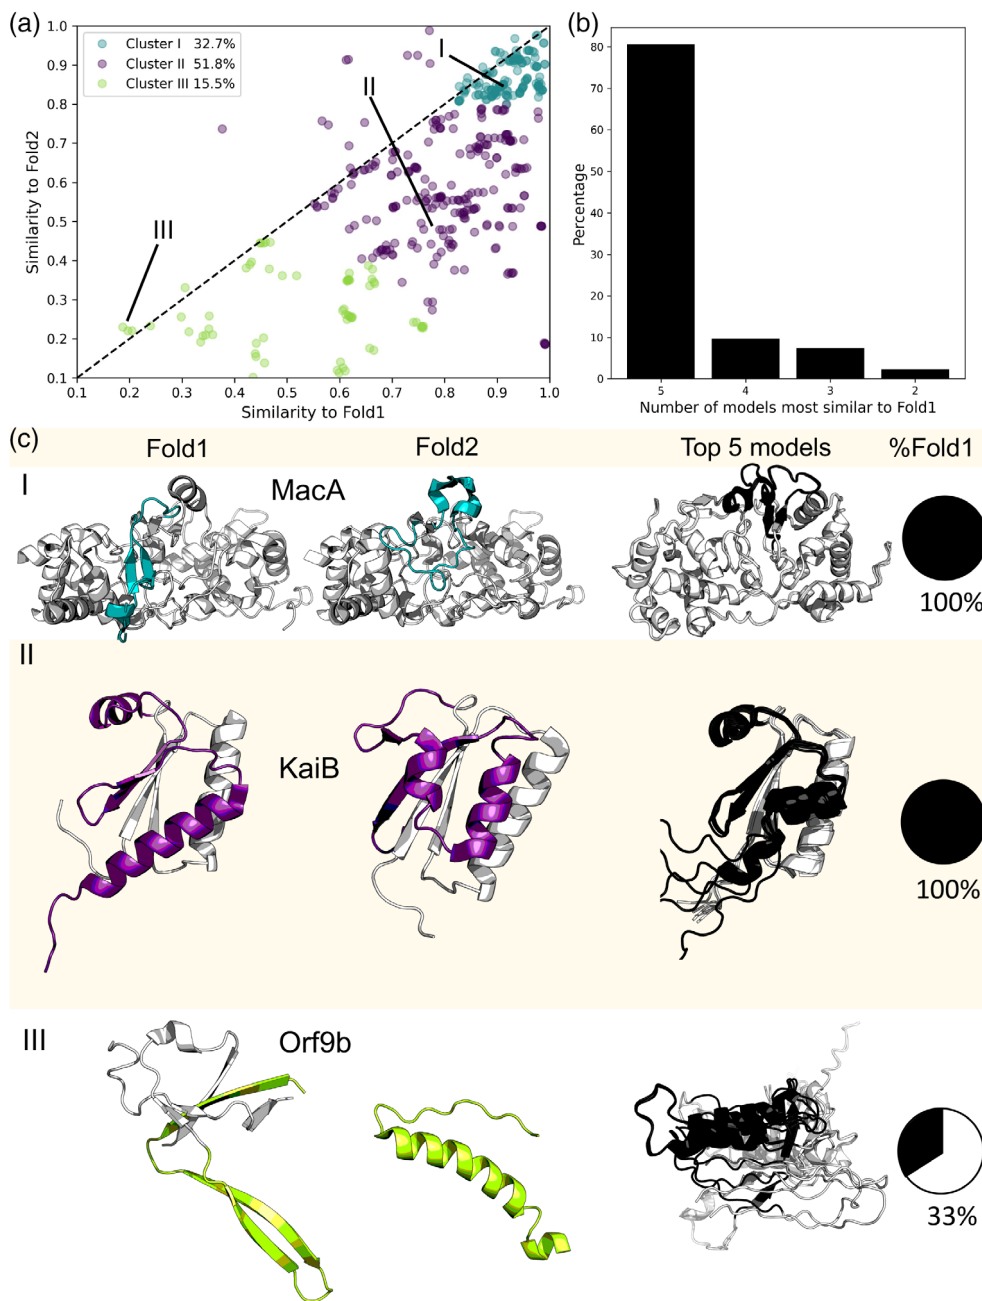 (a)
1.0
0.9
0.8
0.7
0.6
0.5
0.4
0.3
0.2
0.1
Similarity to Fold2
Cluster I 32.7%
Cluster II 51.8%
Cluster III 15.5%
I
II
III
0.1 0.2 0.3 0.4 0.5 0.6 0.7 0.8 0.9 1.0
Similarity to Fold1
(b)
80
70
60
50
40
30
20
10
0
Percentage
5 4 3 2
Number of models most similar to Fold1
(c)
Fold1 Fold2 Top 5 models %Fold1
I
MacA
100%
II
KaiB
100%
III
Orf9b
33%